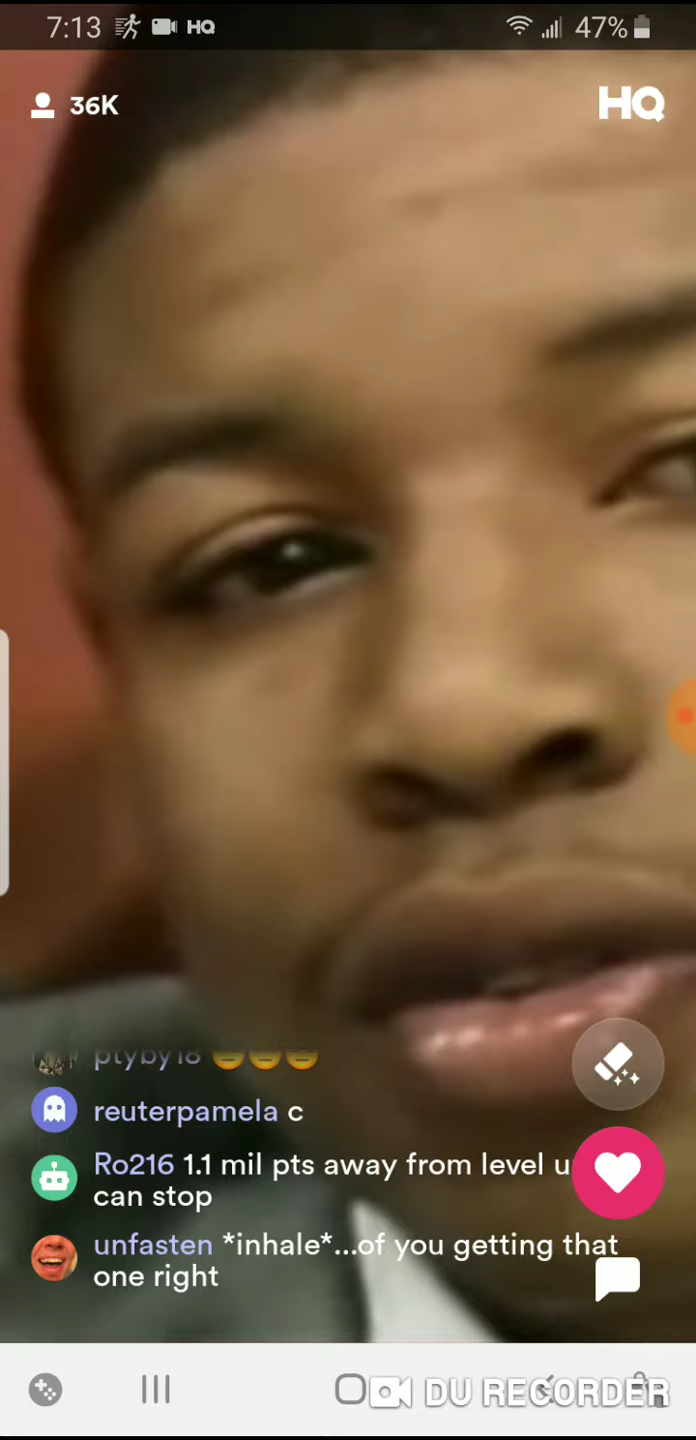 7:13 HQ 47%
36K HQ
ptyby18
reuterpamela c
Ro216 1.1 mil pts away from level u
can stop
unfasten *inhale*...of you getting that
one right
DU RECORDER